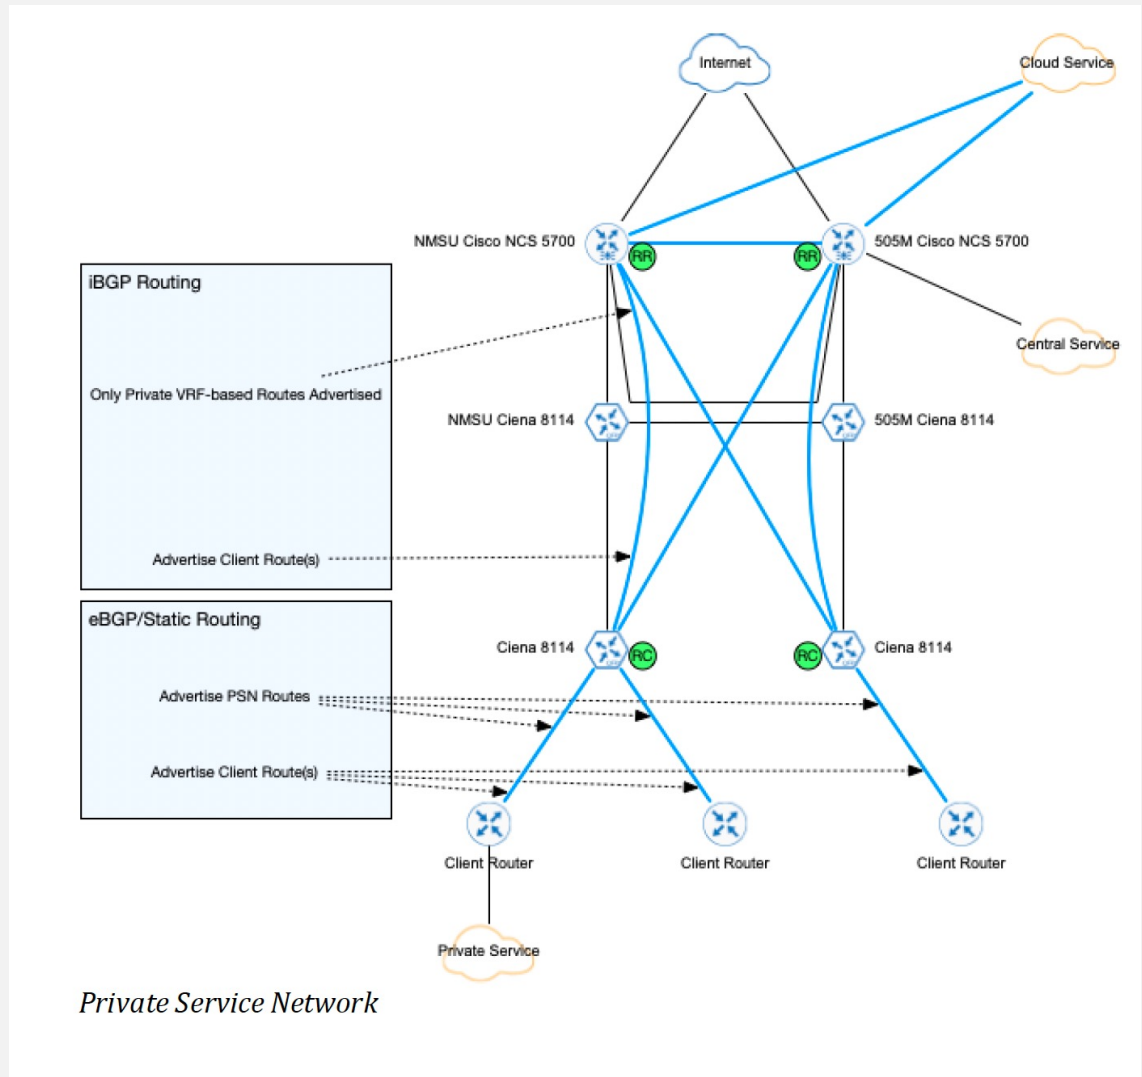 Internet
Cloud Service
NMSU Cisco NCS 5700
RR
RR
505M Cisco NCS 5700
iBGP Routing
Central Service
Only Private VRF-based Routes Advertised
NMSU Ciena 8114
505M Ciena 8114
Advertise Client Route(s)
eBGP/Static Routing
Ciena 8114
RC
RC
Ciena 8114
Advertise PSN Routes
Advertise Client Route(s)
Client Router
Client Router
Client Router
Private Service
Private Service Network